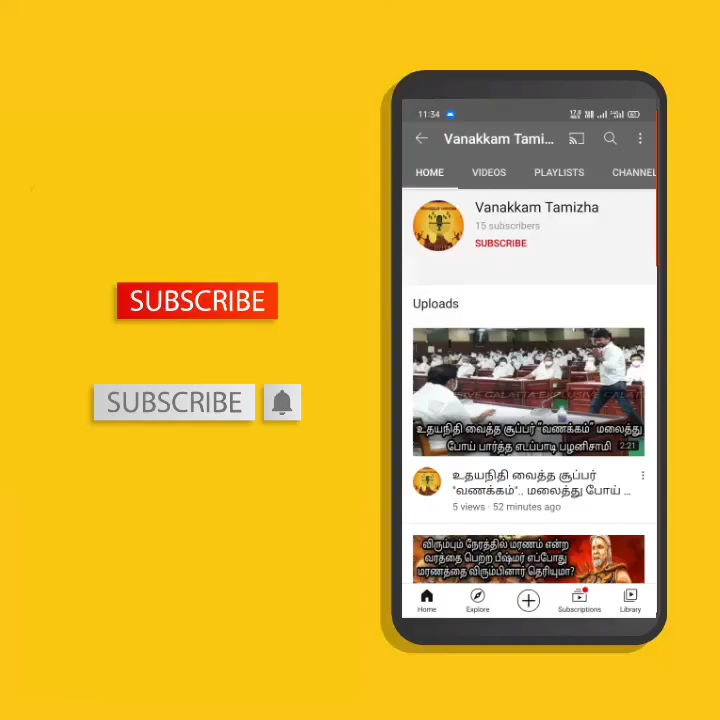 SUBSCRIBE
SUBSCRIBE
11:34
Vanakkam Tami...
HOME VIDEOS PLAYLISTS CHANNEL
Vanakkam Tamizha
15 subscribers
SUBSCRIBE
Uploads
உதயநிதி வைத்த சூப்பர் "வணக்கம்" மலைத்து
போய் பார்த்த எடப்பாடி பழனிசாமி 2:21
உதயநிதி வைத்த சூப்பர்
"வணக்கம்".. மலைத்து போய் ...
5 views · 52 minutes ago
விரும்பும் நேரத்தில் மரணம் என்ற
வரத்தை பெற்ற பீஷ்மர் எப்போது
மரணத்தை விரும்பினார் தெரியுமா?
Home Explore Subscriptions Library